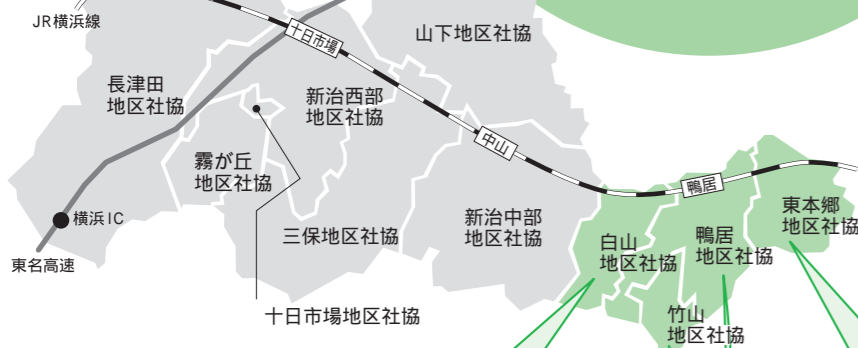 JR横浜線
十日市場
山下地区社協
長津田
地区社協
新治西部
地区社協
中山
霧が丘
地区社協
鴨居
横浜IC
三保地区社協
新治中部
地区社協
白山
地区社協
鴨居
地区社協
東本郷
地区社協
東名高速
十日市場地区社協
竹山
地区社協